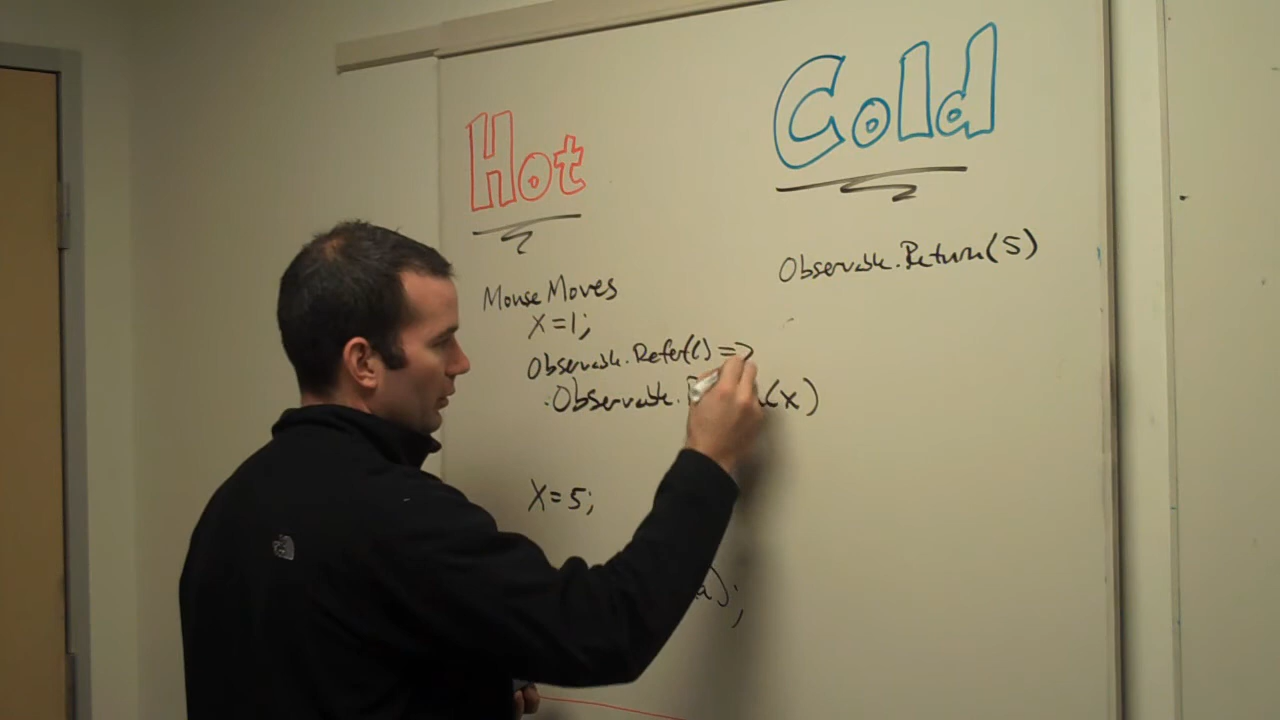 Hot
Cold
Mouse Moves
X=1;
Observable.Return(5)
Observable.Defer(() =>
.Observable. (x)
X=5;
);